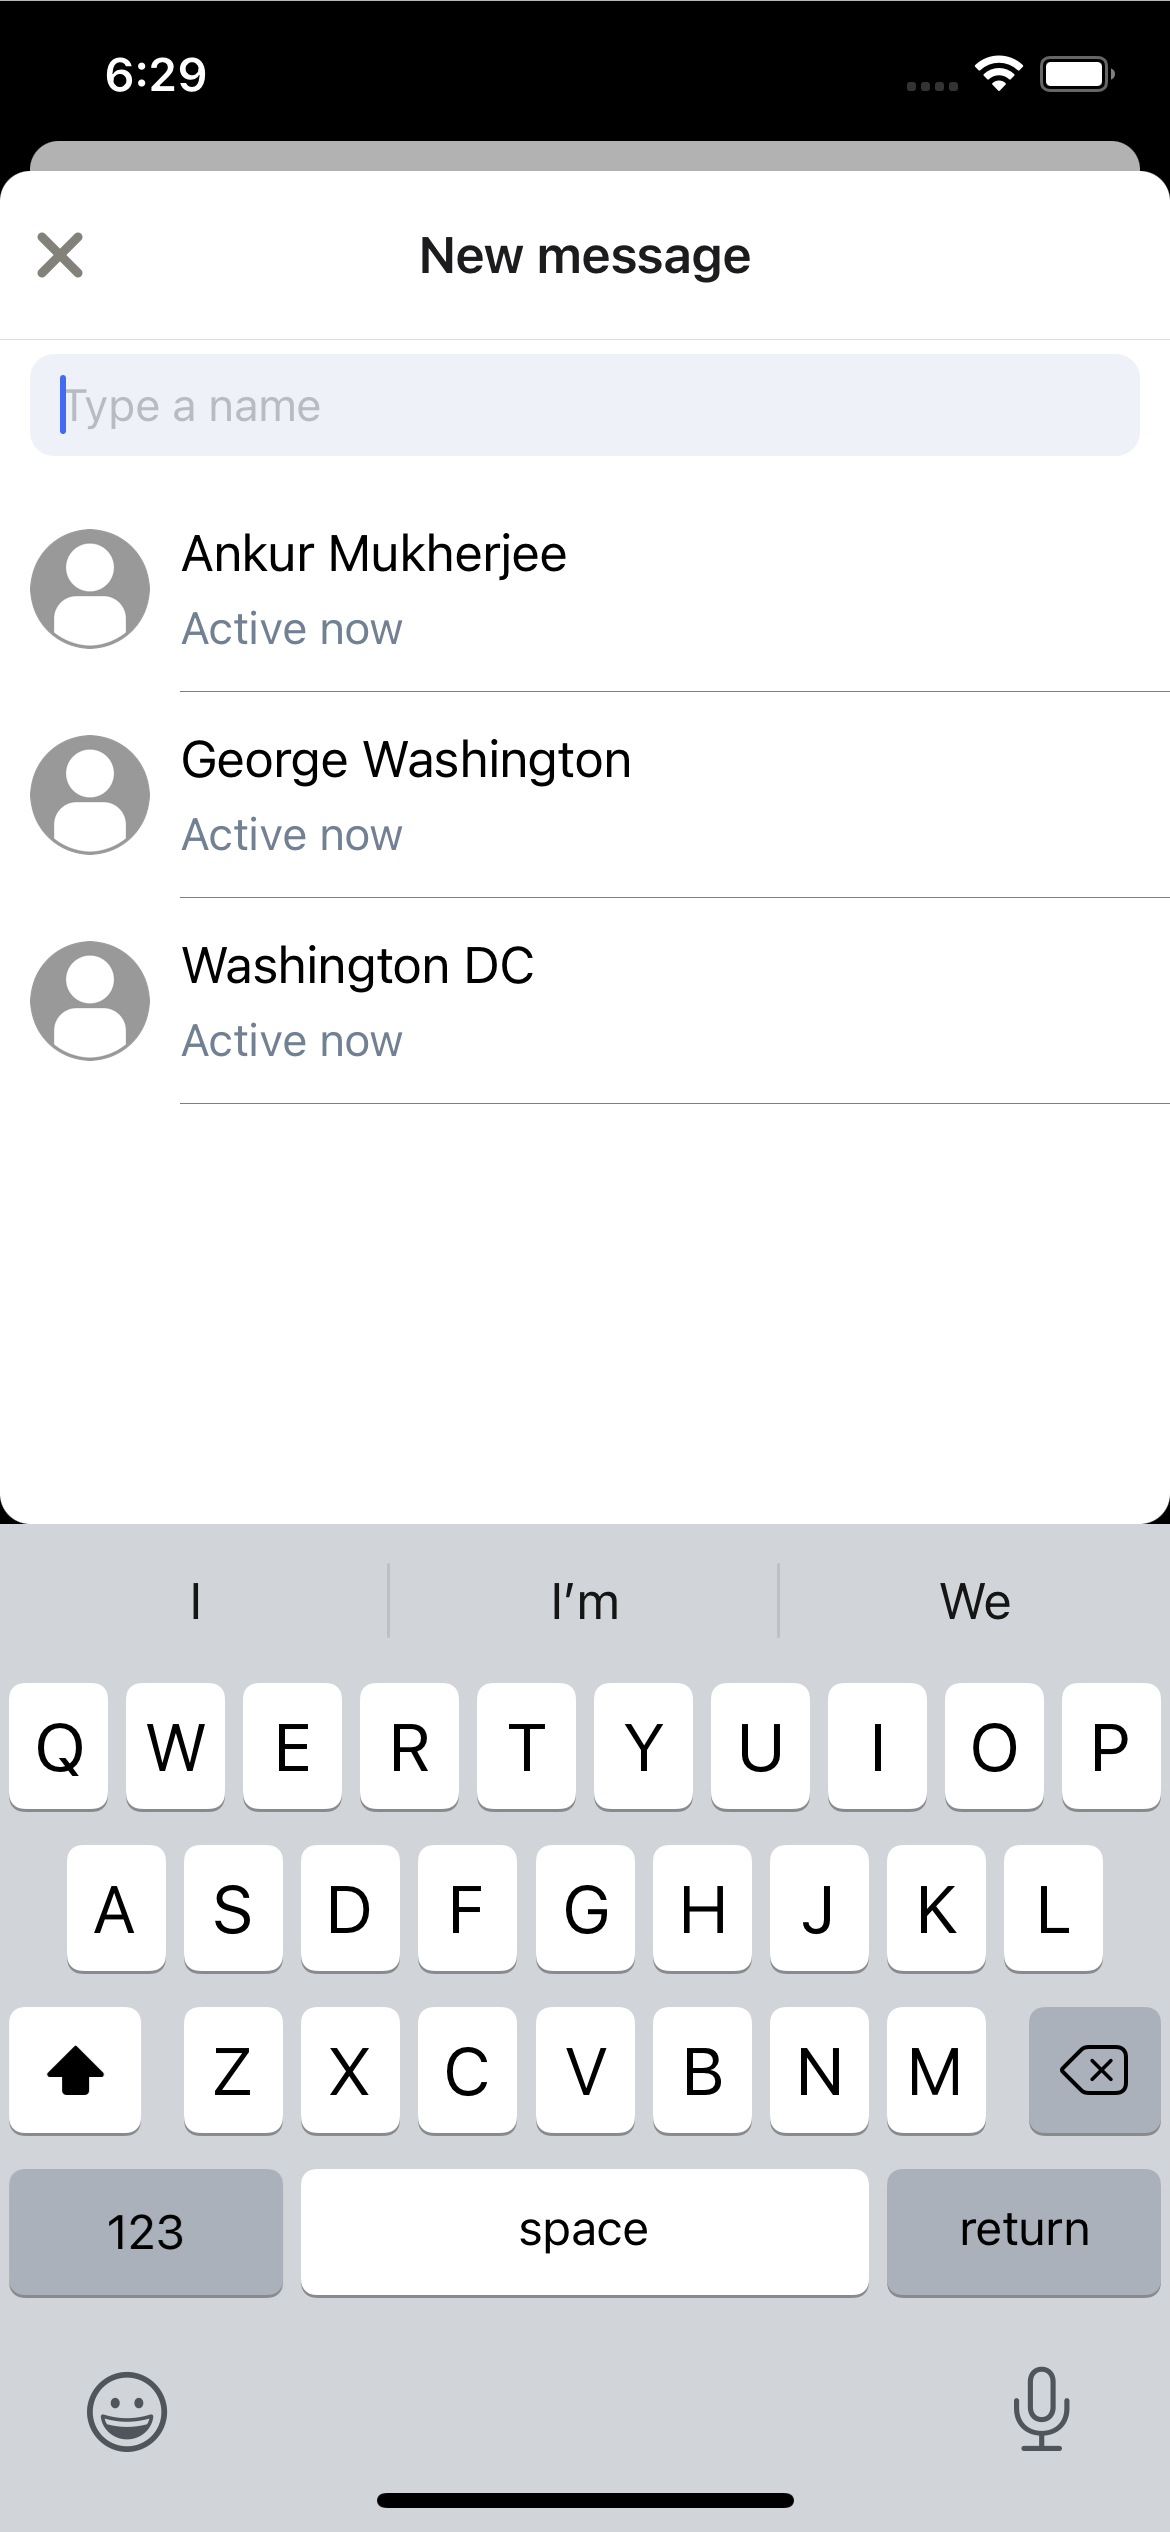 6:29
New message
Type a name
Ankur Mukherjee
Active now
George Washington
Active now
Washington DC
Active now
I I’m We
Q W E R T Y U I O P
A S D F G H J K L
Z X C V B N M
123 space return